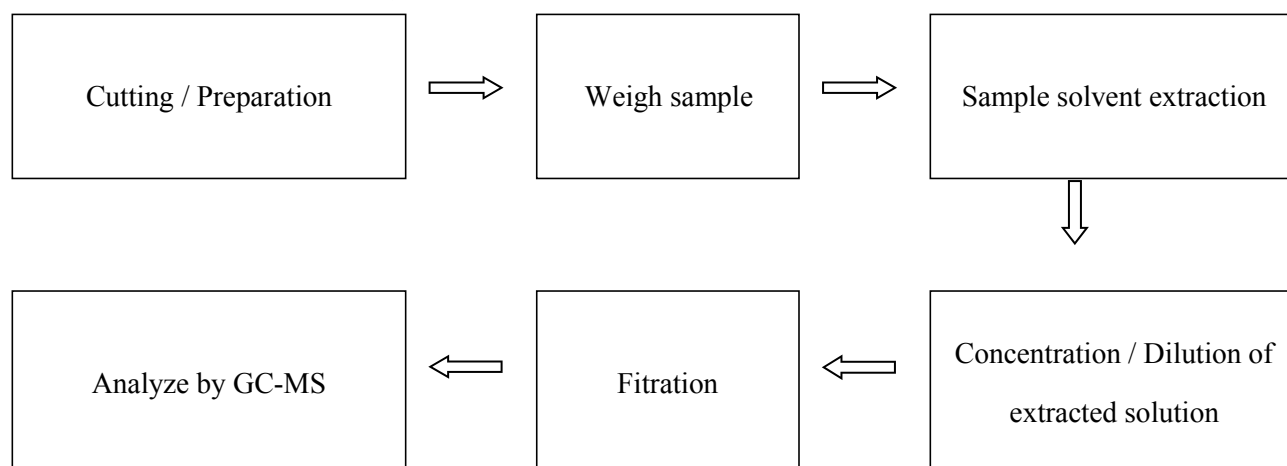 Cutting / Preparation
Weigh sample
Sample solvent extraction
Concentration / Dilution of
extracted solution
Fitration
Analyze by GC-MS